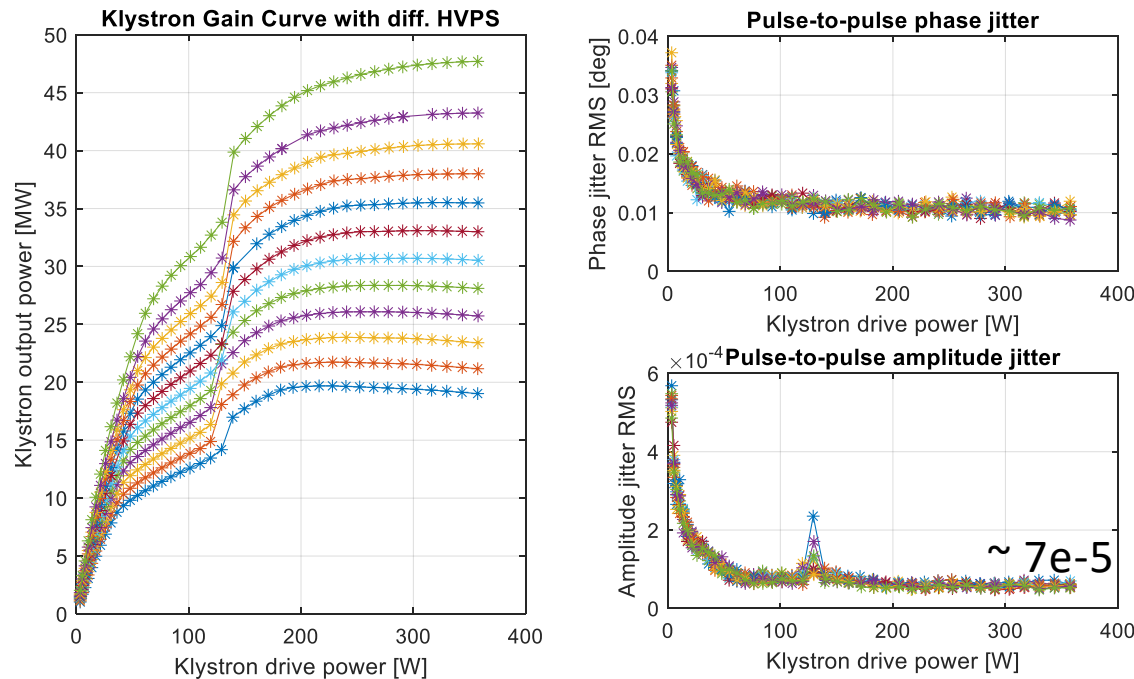 Klystron Gain Curve with diff. HVPS
Klystron output power [MW]
50
45
40
35
30
25
20
15
10
5
0
0 100 200 300 400
Klystron drive power [W]
Pulse-to-pulse phase jitter
Phase jitter RMS [deg]
0.04
0.03
0.02
0.01
0
0 100 200 300 400
Klystron drive power [W]
×10-4 Pulse-to-pulse amplitude jitter
Amplitude jitter RMS
6
4
2
0
~ 7e-5
0 100 200 300 400
Klystron drive power [W]